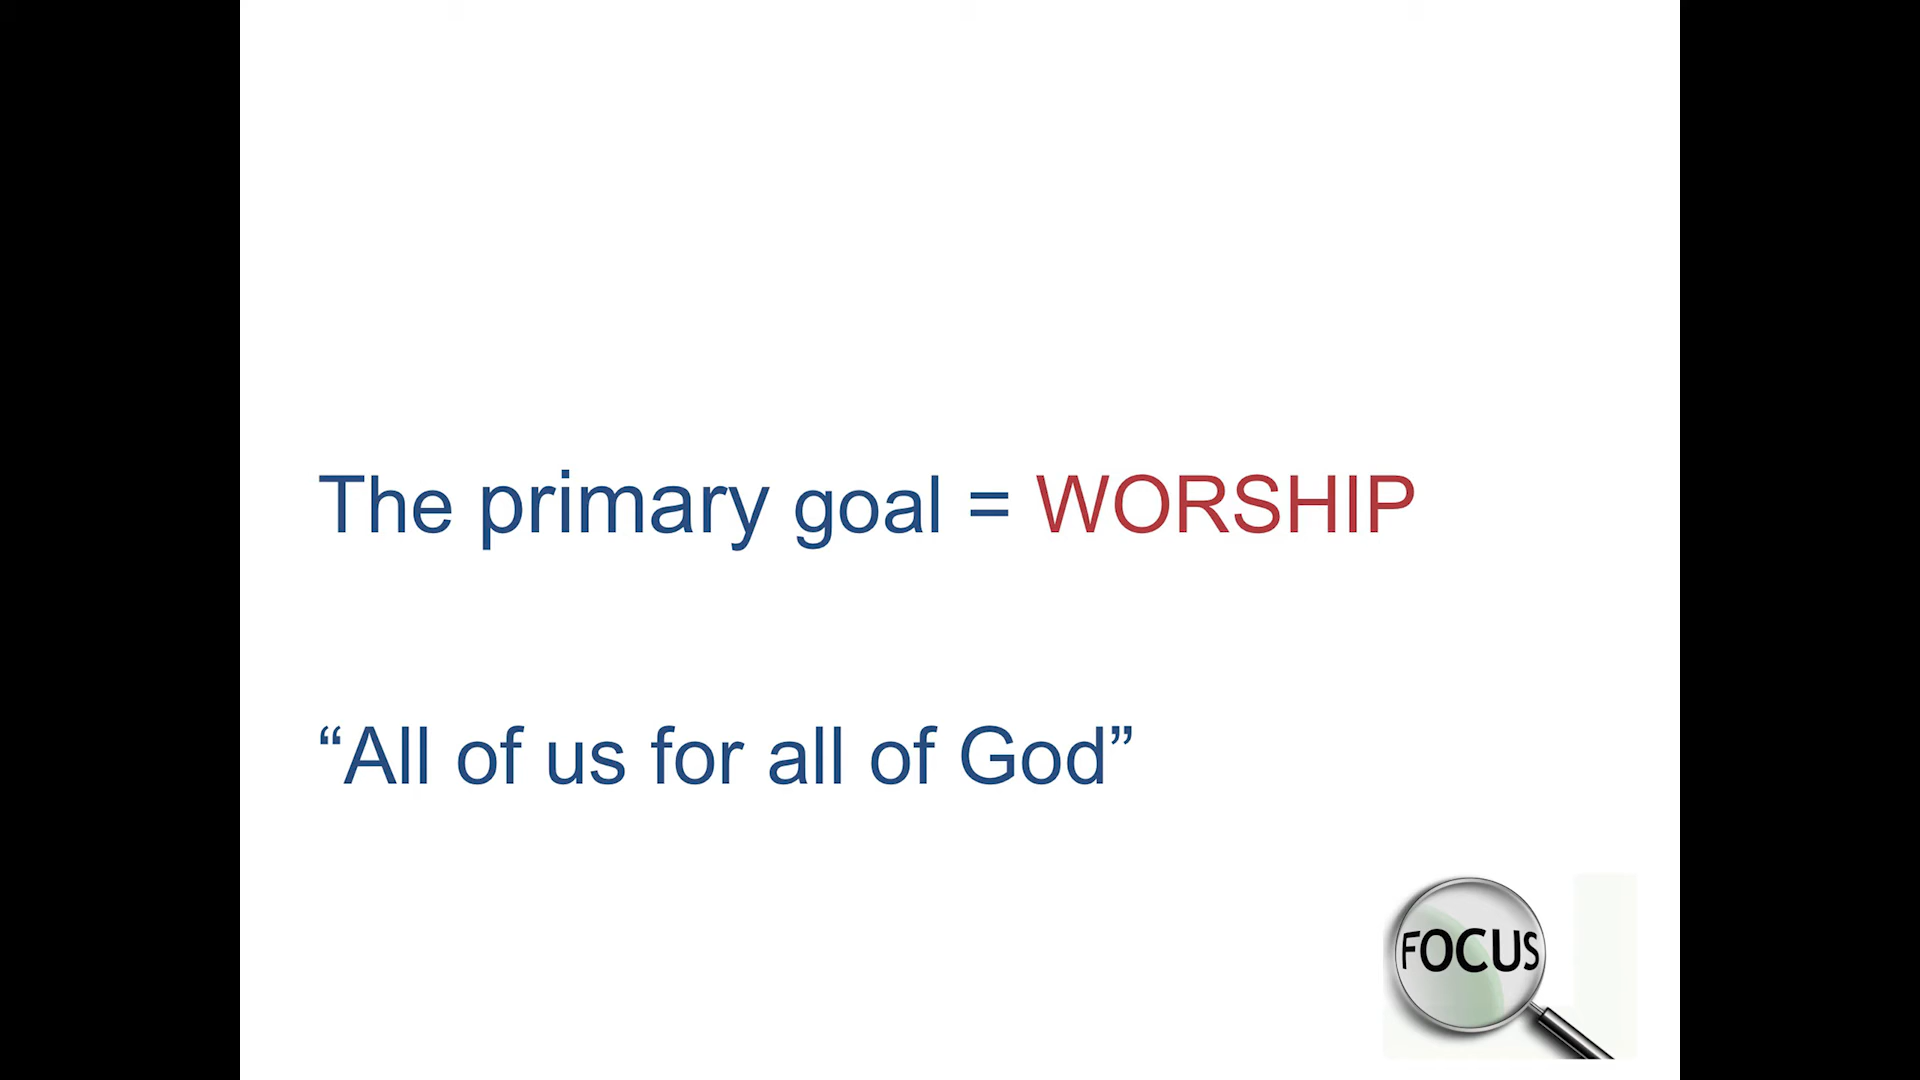 The primary goal = WORSHIP
“All of us for all of God”
FOCUS